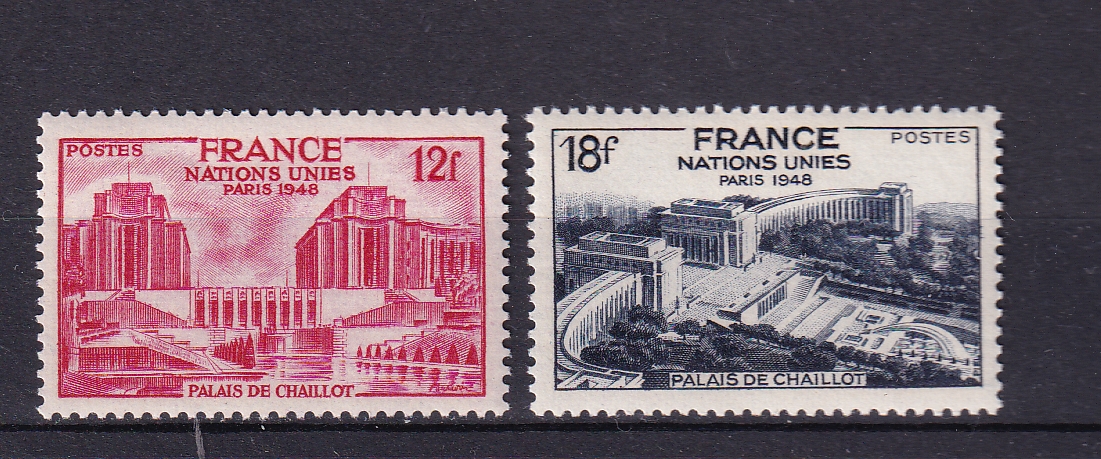 POSTES
FRANCE
12f
NATIONS UNIES
PARIS 1948
PALAIS DE CHAILLOT
18f
FRANCE
POSTES
NATIONS UNIES
PARIS 1948
PALAIS DE CHAILLOT